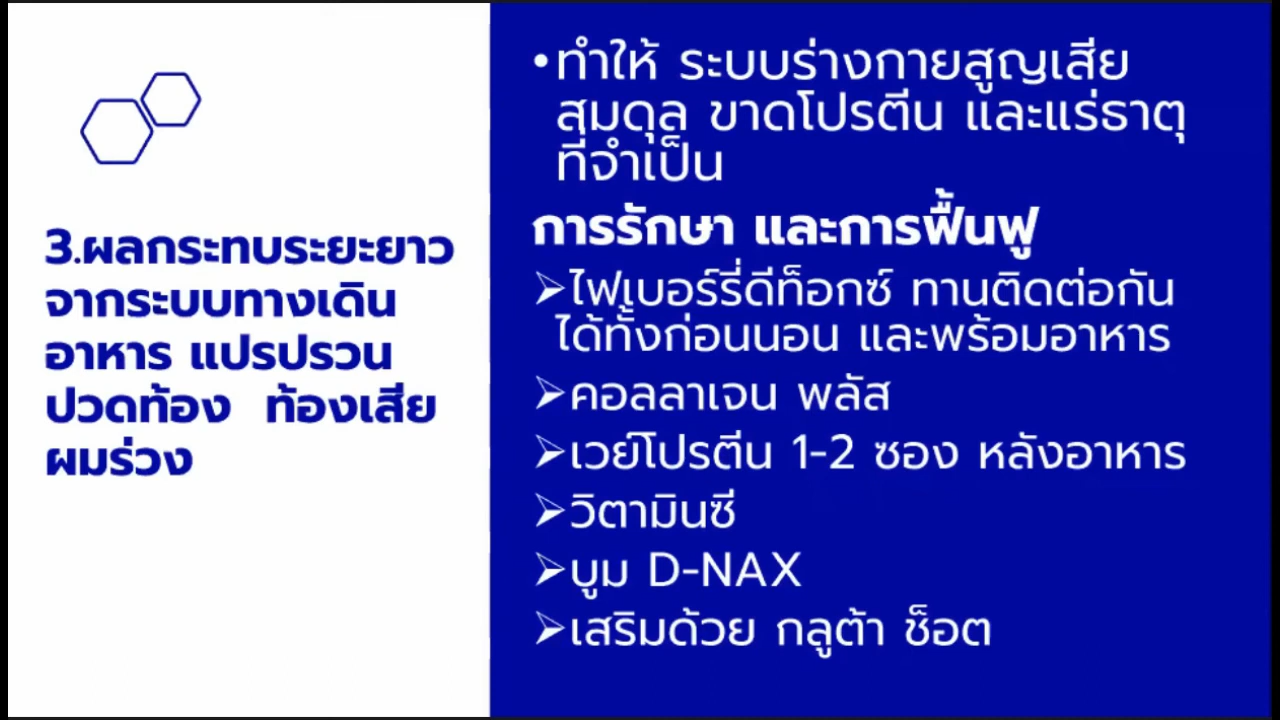 3.ผลกระทบระยะยาว
จากระบบทางเดิน
อาหาร แปรปรวน
ปวดท้อง ท้องเสีย
ผมร่วง
•ทำให้ ระบบร่างกายสูญเสีย
สมดุล ขาดโปรตีน และแร่ธาตุ
ที่จำเป็น
การรักษา และการฟื้นฟู
➢ไฟเบอร์รี่ดีท็อกซ์ ทานติดต่อกัน
ได้ทั้งก่อนนอน และพร้อมอาหาร
➢คอลลาเจน พลัส
➢เวย์โปรตีน 1-2 ซอง หลังอาหาร
➢วิตามินซี
➢บูม D-NAX
➢เสริมด้วย กลูต้า ช็อต